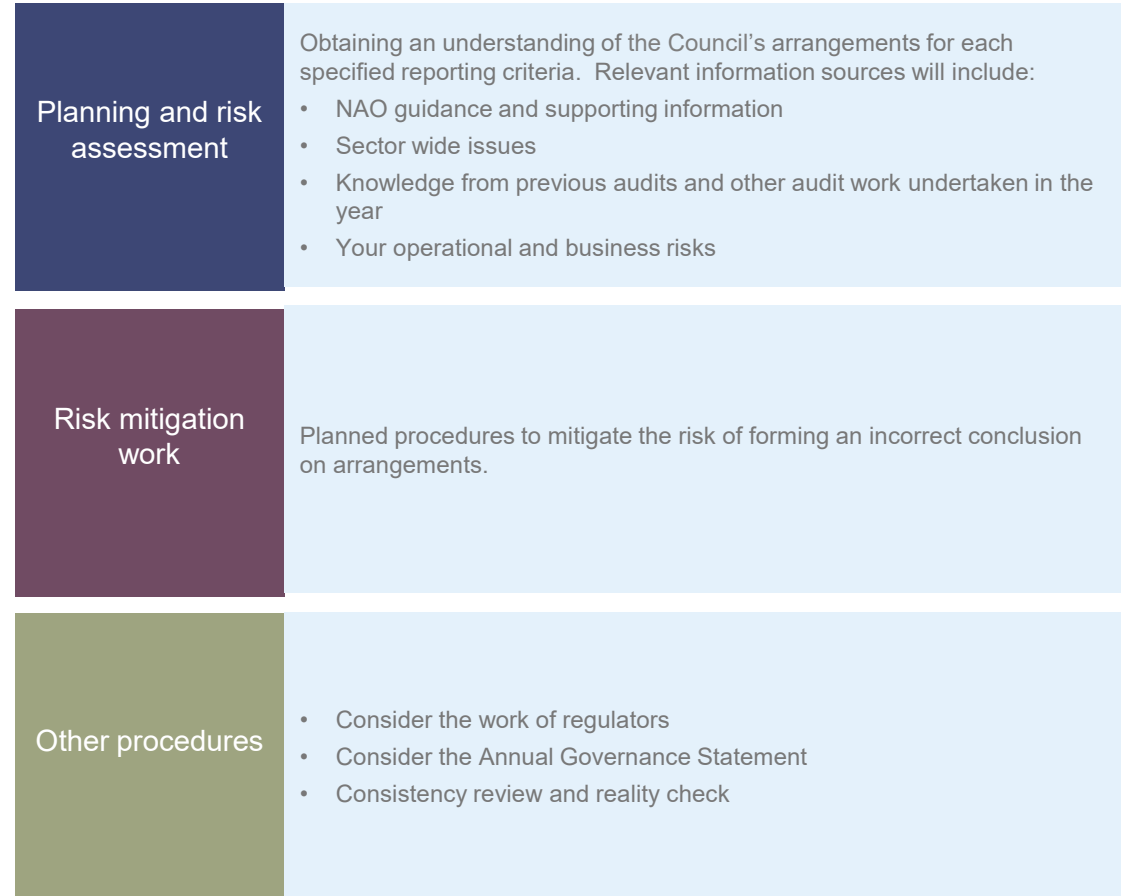 Planning and risk
assessment
Obtaining an understanding of the Council’s arrangements for each
specified reporting criteria.  Relevant information sources will include:
• NAO guidance and supporting information
• Sector wide issues
• Knowledge from previous audits and other audit work undertaken in the
year
• Your operational and business risks
Risk mitigation
work
Planned procedures to mitigate the risk of forming an incorrect conclusion
on arrangements.
Other procedures
• Consider the work of regulators
• Consider the Annual Governance Statement
• Consistency review and reality check